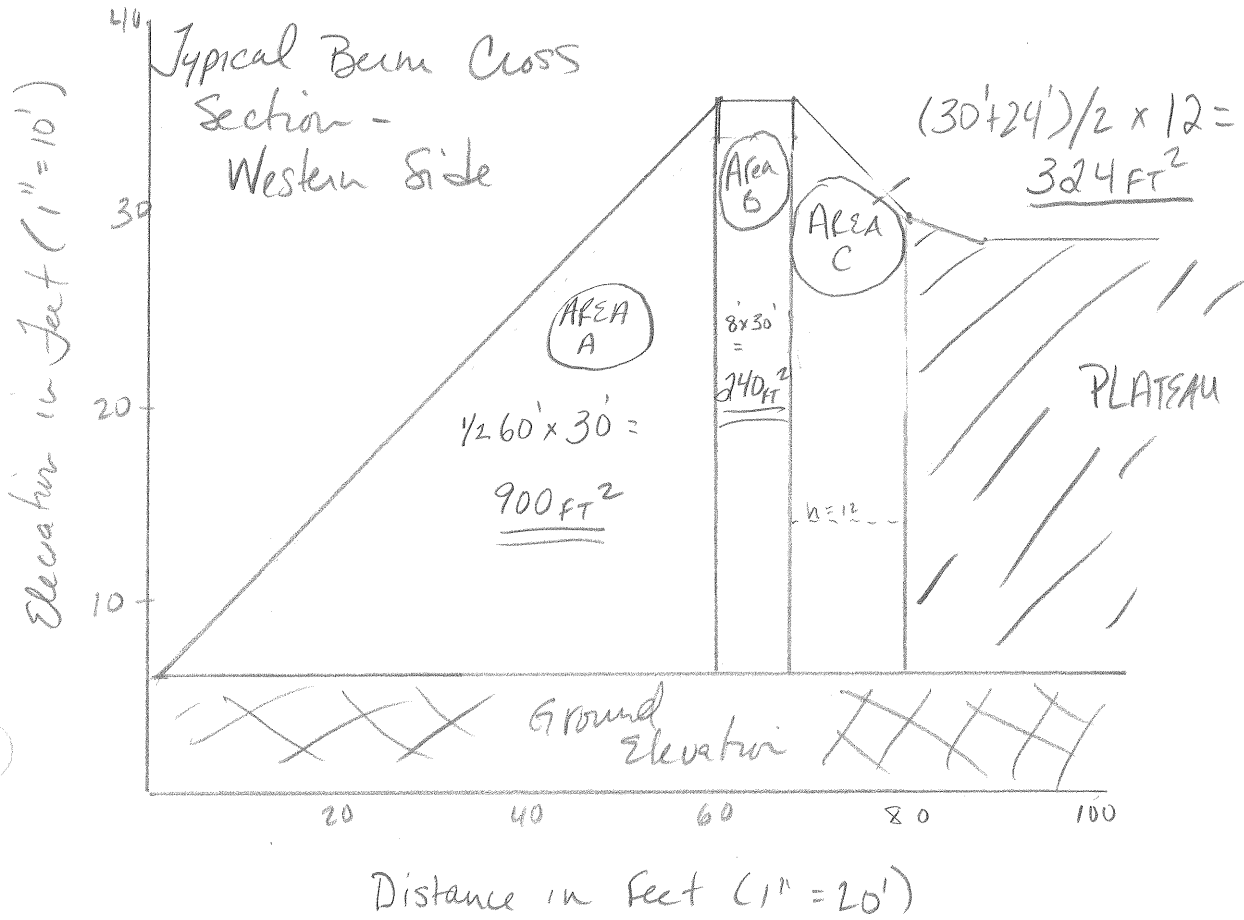 40
Typical Berm Cross
Section -
Western Side
(30'+24')/2 x 12 =
324 FT²
Elevation in Feet (1"=10')
30
20
10
Area
B
AREA
C
AREA
A
8'x30'
=
240 FT²
½ 60' x 30' =
900 FT²
h=12
PLATEAU
Ground
Elevation
20 40 60 80 100
Distance in Feet (1" = 20')